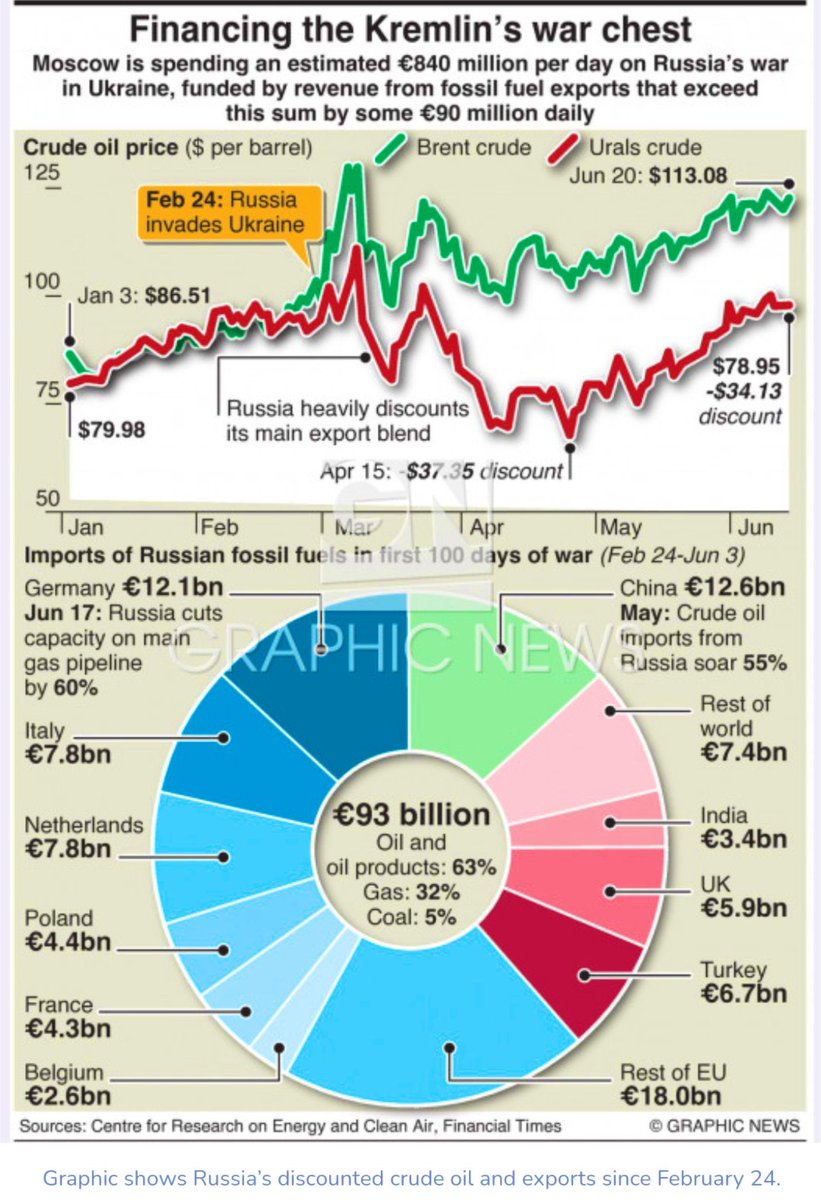 Financing the Kremlin's war chest
Moscow is spending an estimated €840 million per day on Russia's war
in Ukraine, funded by revenue from fossil fuel exports that exceed
this sum by some €90 million daily
Crude oil price ($ per barrel)
Brent crude
Urals crude
125
Jun 20: $113.08
Feb 24: Russia
invades Ukraine
100
Jan 3: $86.51
75
$79.98
Russia heavily discounts
its main export blend
$78.95
-$34.13
discount
Apr 15: -$37.35 discount
50
Jan
Feb
Mar
Apr
May
Jun
GN
GRAPHIC NEWS
Imports of Russian fossil fuels in first 100 days of war (Feb 24-Jun 3)
Germany €12.1bn
Jun 17: Russia cuts
capacity on main
gas pipeline
by 60%
China €12.6bn
May: Crude oil
imports from
Russia soar 55%
Italy
€7.8bn
Rest of
world
€7.4bn
Netherlands
€7.8bn
India
€3.4bn
€93 billion
Oil and
oil products: 63%
Gas: 32%
Coal: 5%
UK
€5.9bn
Poland
€4.4bn
Turkey
€6.7bn
France
€4.3bn
Belgium
€2.6bn
Rest of EU
€18.0bn
Sources: Centre for Research on Energy and Clean Air, Financial Times
© GRAPHIC NEWS
Graphic shows Russia's discounted crude oil and exports since February 24.